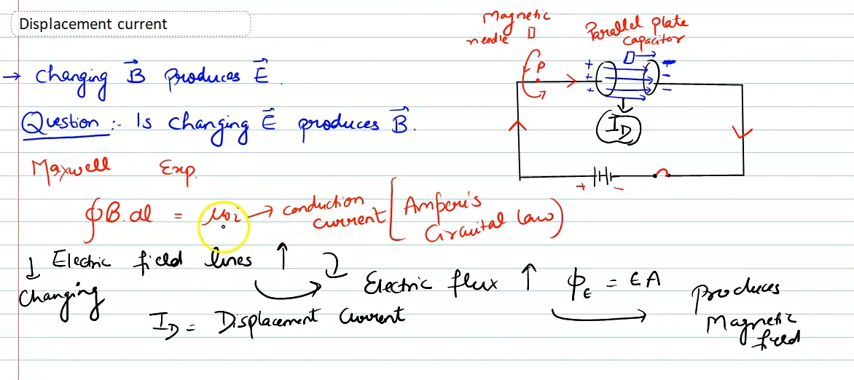 Displacement current
Magnetic needle
Parallel plate capacitor
→ Changing B⃗ produces E⃗.
P
+ + +
- - -
I_D
Question :- Is changing E⃗ produces B⃗.
Maxwell Exp.
+ -
∮B.dl = μ₀i → conduction current [Amperi's Circuital law)
↓ Electric field lines ↑
Changing
Electric flux ↑ ϕ_E = EA
Produces Magnetic field
I_D = Displacement Current